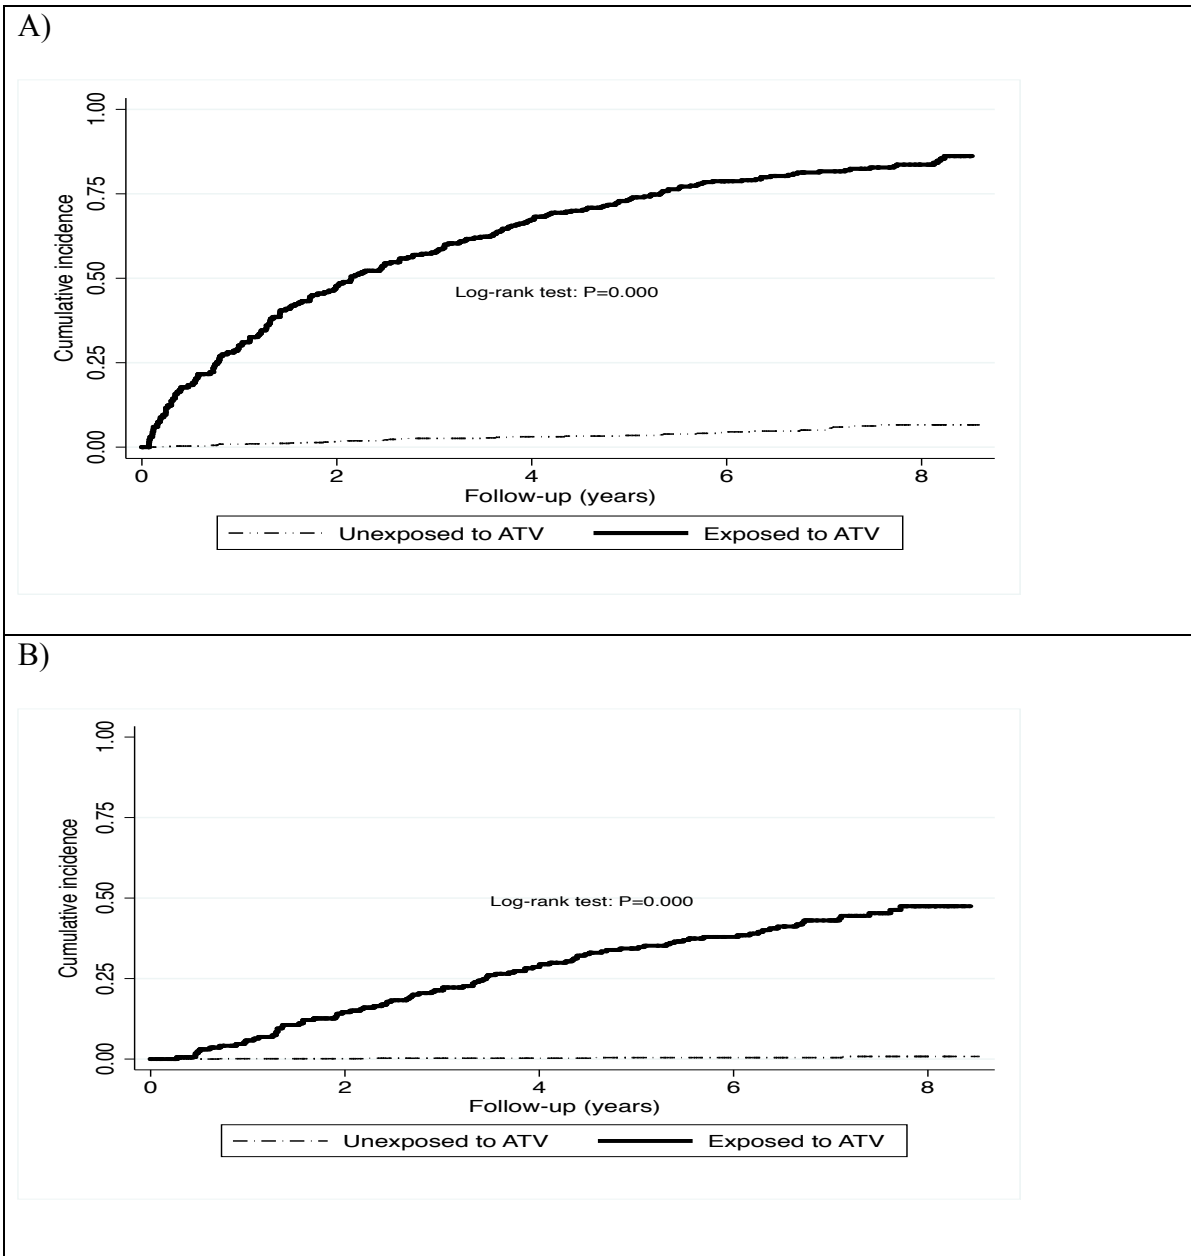 A)
1.00
0.75
0.50
0.25
0.00
Cumulative incidence
Log-rank test: P=0.000
0 2 4 6 8
Follow-up (years)
Unexposed to ATV Exposed to ATV
B)
1.00
0.75
0.50
0.25
0.00
Cumulative incidence
Log-rank test: P=0.000
0 2 4 6 8
Follow-up (years)
Unexposed to ATV Exposed to ATV